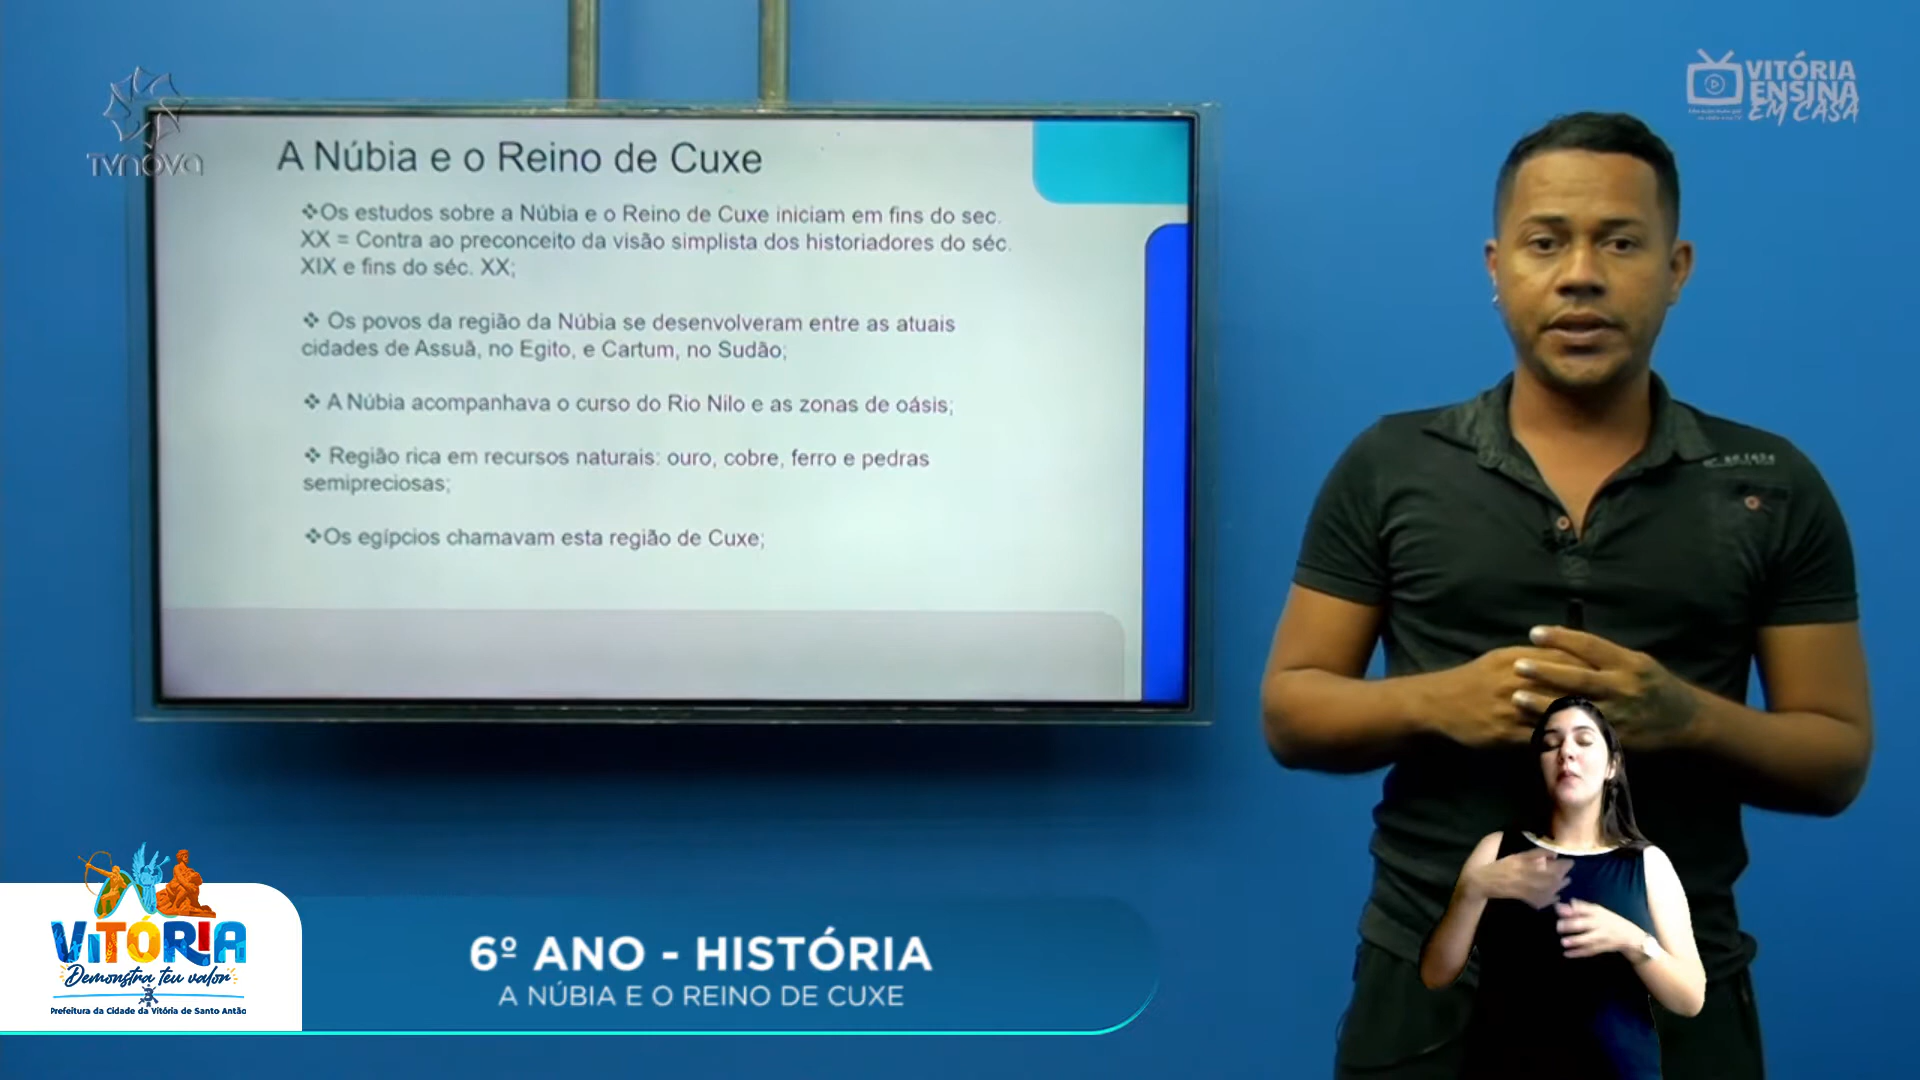 TVNOVA
VITÓRIA
ENSINA
EM CASA
A Núbia e o Reino de Cuxe
❖Os estudos sobre a Núbia e o Reino de Cuxe iniciam em fins do sec.
XX = Contra ao preconceito da visão simplista dos historiadores do séc.
XIX e fins do séc. XX;
❖ Os povos da região da Núbia se desenvolveram entre as atuais
cidades de Assuã, no Egito, e Cartum, no Sudão;
❖ A Núbia acompanhava o curso do Rio Nilo e as zonas de oásis;
❖ Região rica em recursos naturais: ouro, cobre, ferro e pedras
semipreciosas;
❖Os egípcios chamavam esta região de Cuxe;
VITÓRIA
Demonstra teu valor
Prefeitura da Cidade da Vitória de Santo Antão
6º ANO - HISTÓRIA
A NÚBIA E O REINO DE CUXE